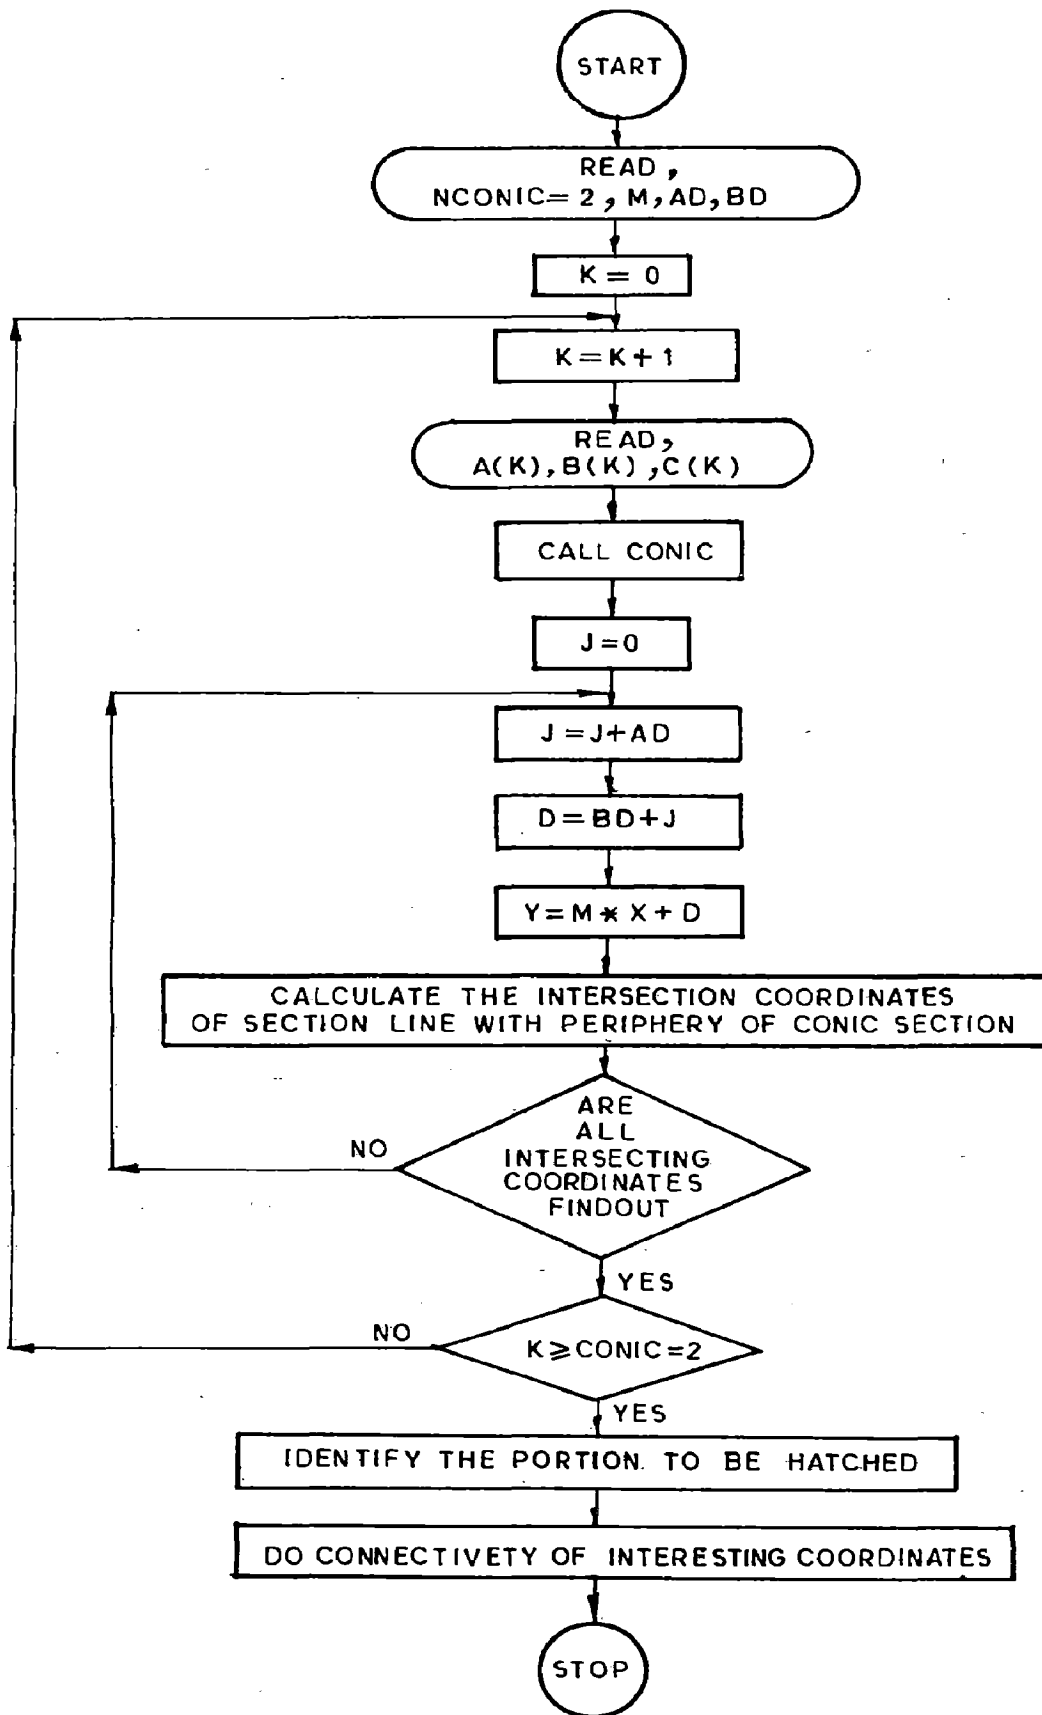 START
READ,
NCONIC=2, M, AD, BD
K = 0
K = K + 1
READ,
A(K), B(K), C(K)
CALL CONIC
J=0
J=J+AD
D=BD+J
Y=M * X+D
CALCULATE THE INTERSECTION COORDINATES
OF SECTION LINE WITH PERIPHERY OF CONIC SECTION
ARE
ALL
INTERSECTING
COORDINATES
FINDOUT
NO
YES
K ⩾ CONIC=2
NO
YES
IDENTIFY THE PORTION TO BE HATCHED
DO CONNECTIVETY OF INTERESTING COORDINATES
STOP